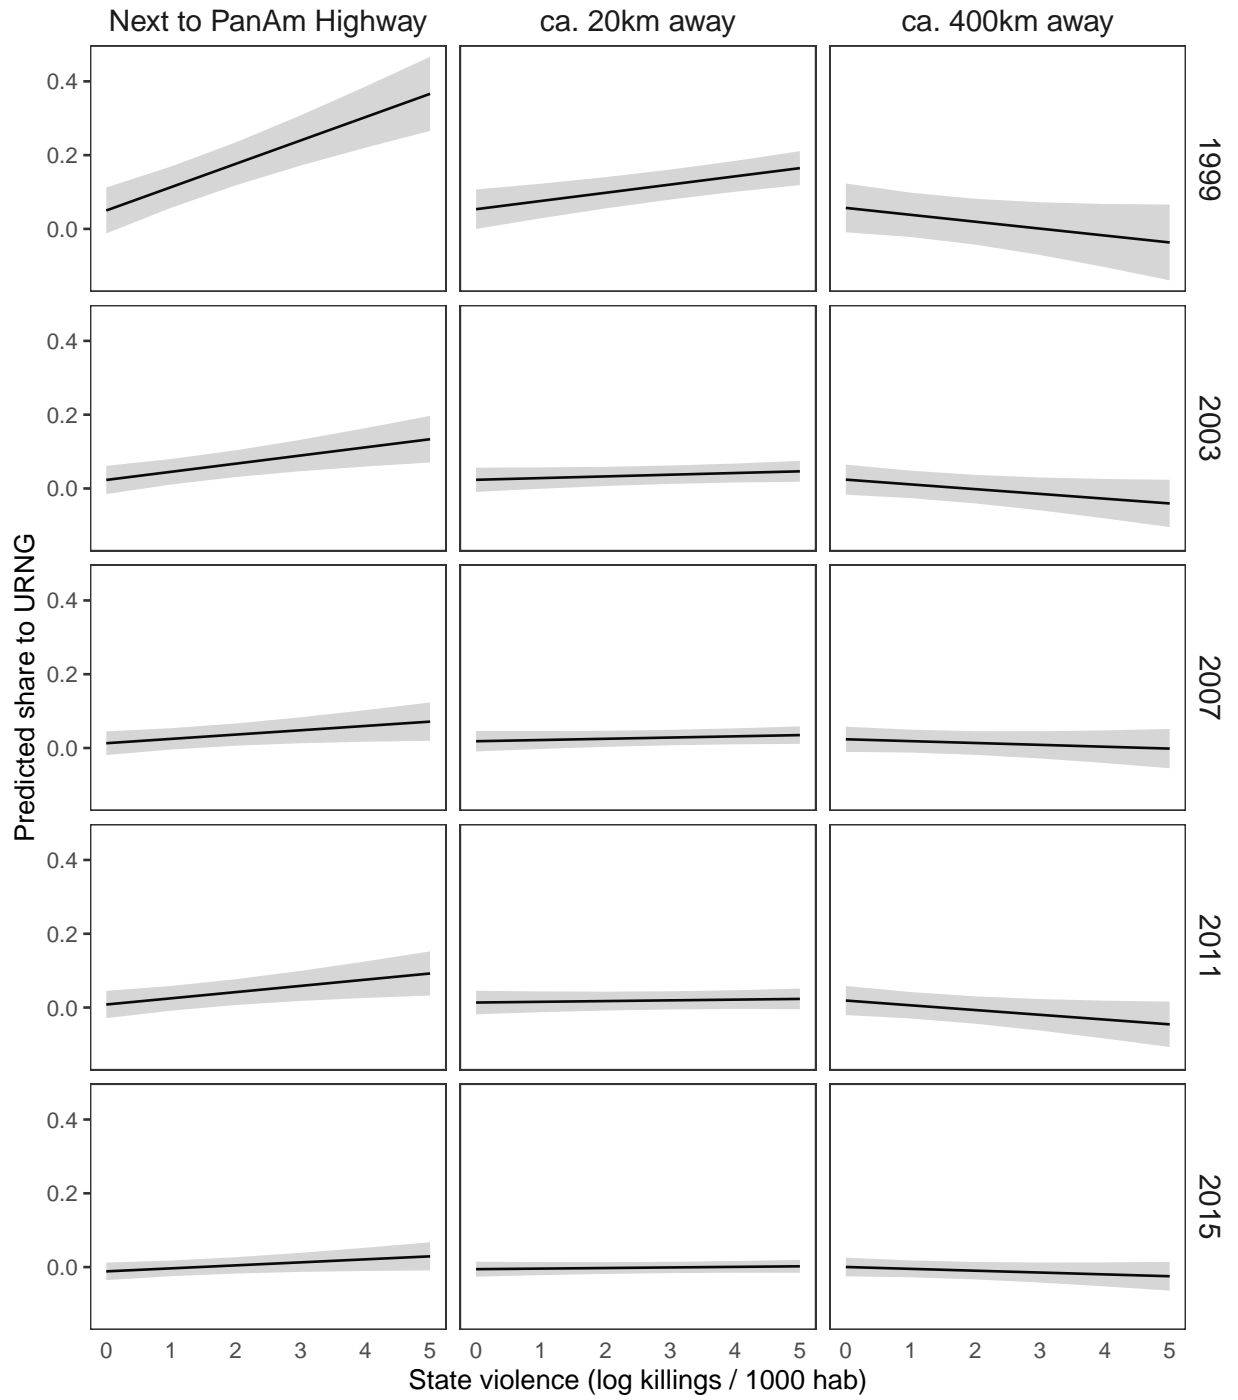 Next to PanAm Highway
ca. 20km away
ca. 400km away
0.4
0.2
0.0
1999
0.4
0.2
0.0
2003
0.4
0.2
0.0
2007
0.4
0.2
0.0
2011
0.4
0.2
0.0
2015
0 1 2 3 4 5
0 1 2 3 4 5
0 1 2 3 4 5
State violence (log killings / 1000 hab)
Predicted share to URNG